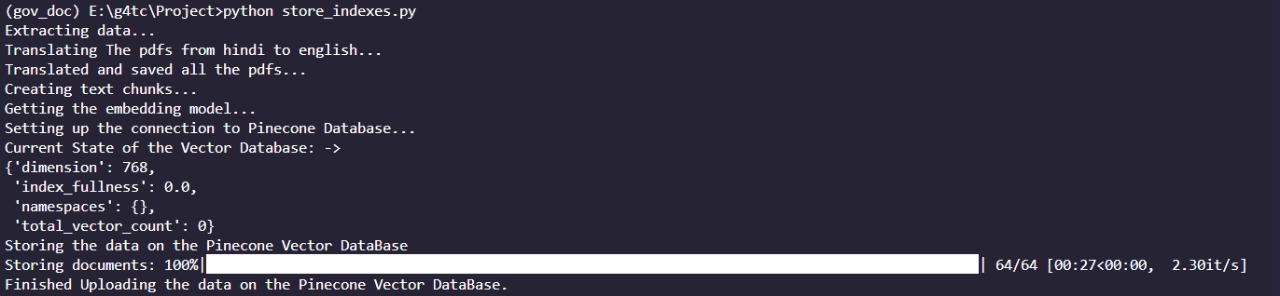 (gov_doc) E:\g4tc\Project>python store_indexes.py
Extracting data...
Translating The pdfs from hindi to english...
Translated and saved all the pdfs...
Creating text chunks...
Getting the embedding model...
Setting up the connection to Pinecone Database...
Current State of the Vector Database: ->
{'dimension': 768,
 'index_fullness': 0.0,
 'namespaces': {},
 'total_vector_count': 0}
Storing the data on the Pinecone Vector DataBase
Storing documents: 100%|██████████| 64/64 [00:27<00:00,  2.30it/s]
Finished Uploading the data on the Pinecone Vector DataBase.